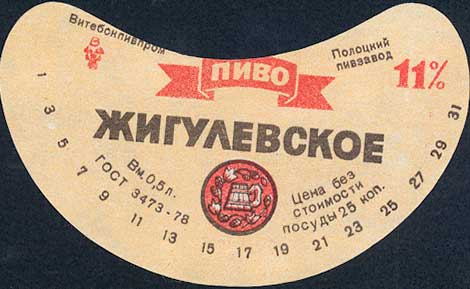 Витебскпивпром
Полоцкий
пивзавод
11%
ПИВО
ЖИГУЛЕВСКОЕ
Вм. 0,5 л.
ГОСТ 3473-78
Цена без
стоимости
посуды 25 коп.
1 3 5 7 9 11 13 15 17 19 21 23 25 27 29 31